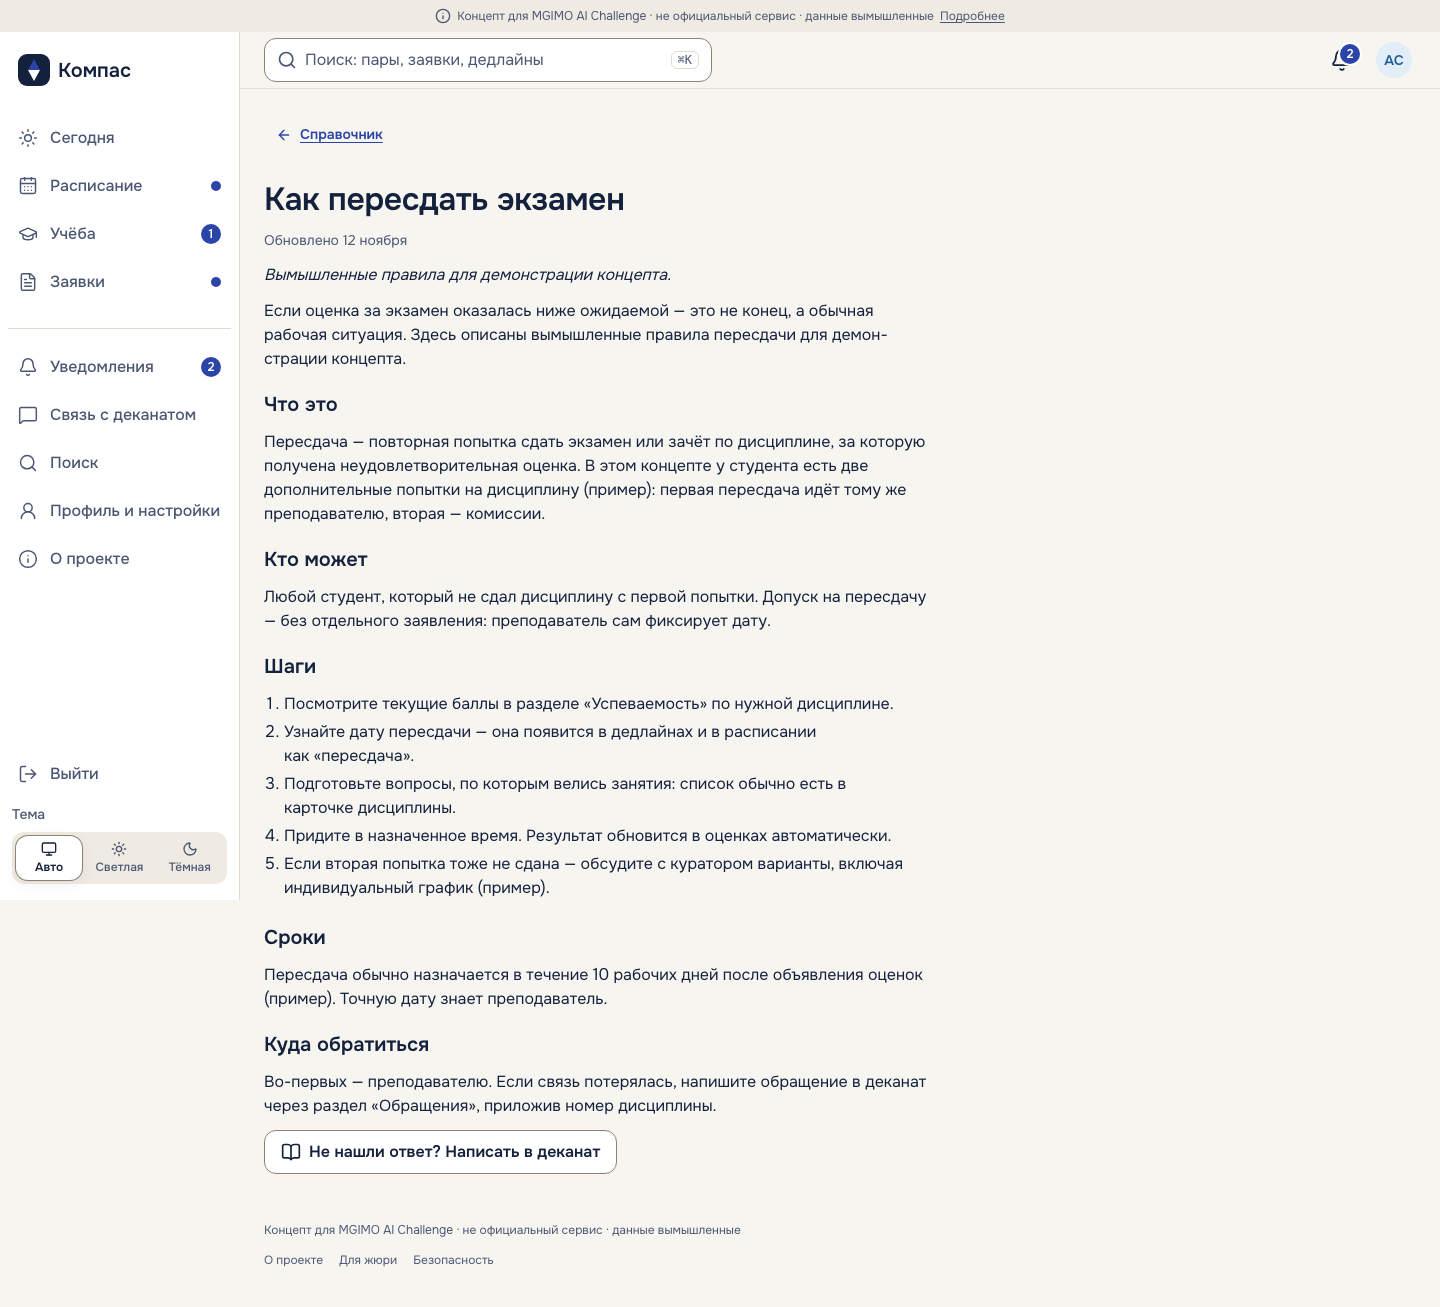 Концепт для MGIMO AI Challenge · не официальный сервис · данные вымышленные Подробнее
Компас
Поиск: пары, заявки, дедлайны
⌘K
2
АС
Сегодня
Расписание
Учёба
1
Заявки
Уведомления
2
Связь с деканатом
Поиск
Профиль и настройки
О проекте
Выйти
Тема
Авто
Светлая
Тёмная
Справочник
Как пересдать экзамен
Обновлено 12 ноября
Вымышленные правила для демонстрации концепта.
Если оценка за экзамен оказалась ниже ожидаемой — это не конец, а обычная
рабочая ситуация. Здесь описаны вымышленные правила пересдачи для демон-
страции концепта.
Что это
Пересдача — повторная попытка сдать экзамен или зачёт по дисциплине, за которую
получена неудовлетворительная оценка. В этом концепте у студента есть две
дополнительные попытки на дисциплину (пример): первая пересдача идёт тому же
преподавателю, вторая — комиссии.
Кто может
Любой студент, который не сдал дисциплину с первой попытки. Допуск на пересдачу
— без отдельного заявления: преподаватель сам фиксирует дату.
Шаги
1. Посмотрите текущие баллы в разделе «Успеваемость» по нужной дисциплине.
2. Узнайте дату пересдачи — она появится в дедлайнах и в расписании
как «пересдача».
3. Подготовьте вопросы, по которым велись занятия: список обычно есть в
карточке дисциплины.
4. Придите в назначенное время. Результат обновится в оценках автоматически.
5. Если вторая попытка тоже не сдана — обсудите с куратором варианты, включая
индивидуальный график (пример).
Сроки
Пересдача обычно назначается в течение 10 рабочих дней после объявления оценок
(пример). Точную дату знает преподаватель.
Куда обратиться
Во-первых — преподавателю. Если связь потерялась, напишите обращение в деканат
через раздел «Обращения», приложив номер дисциплины.
Не нашли ответ? Написать в деканат
Концепт для MGIMO AI Challenge · не официальный сервис · данные вымышленные
О проекте
Для жюри
Безопасность